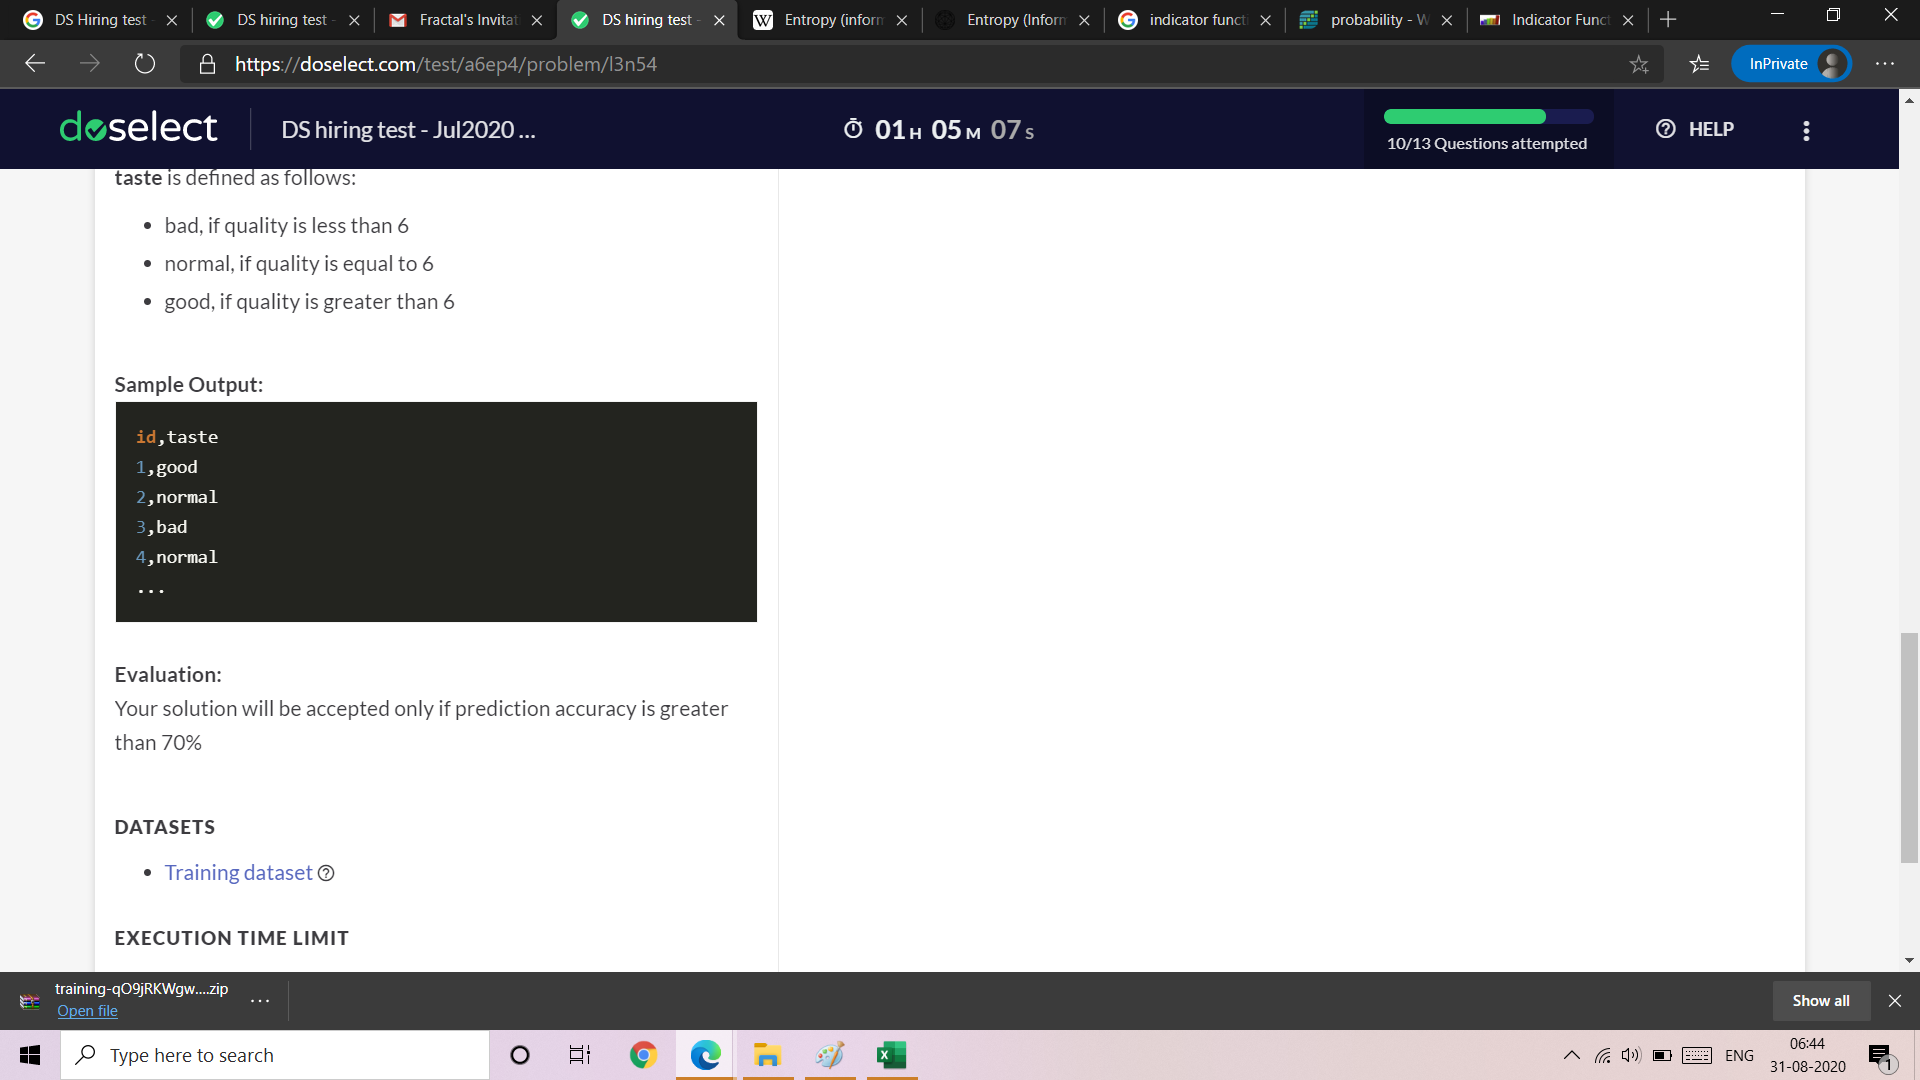 DS Hiring test
DS hiring test -
Fractal's Invitat
DS hiring test -
Entropy (inform
Entropy (Inform
indicator functi
probability - W
Indicator Funct
https://doselect.com/test/a6ep4/problem/l3n54
InPrivate
doselect
DS hiring test - Jul2020 ...
01 H 05 M 07 S
10/13 Questions attempted
HELP
taste is defined as follows:
• bad, if quality is less than 6
• normal, if quality is equal to 6
• good, if quality is greater than 6
Sample Output:
id,taste
1,good
2,normal
3,bad
4,normal
...
Evaluation:
Your solution will be accepted only if prediction accuracy is greater
than 70%
DATASETS
• Training dataset
EXECUTION TIME LIMIT
training-qO9jRKWgw....zip
Open file
Show all
Type here to search
ENG
06:44
31-08-2020
1